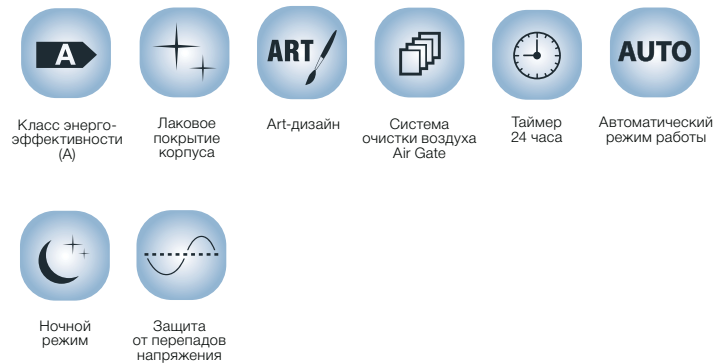 A
ART
AUTO
Класс энерго-
эффективности
(A)
Лаковое
покрытие
корпуса
Art-дизайн
Система
очистки воздуха
Air Gate
Таймер
24 часа
Автоматический
режим работы
Ночной
режим
Защита
от перепадов
напряжения